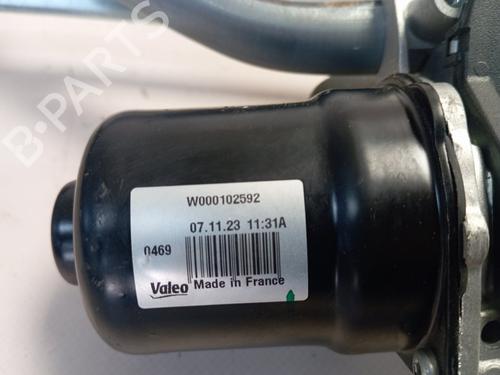 B-PARTS
W000102592
07.11.23 11:31A
0469
Valeo Made in France